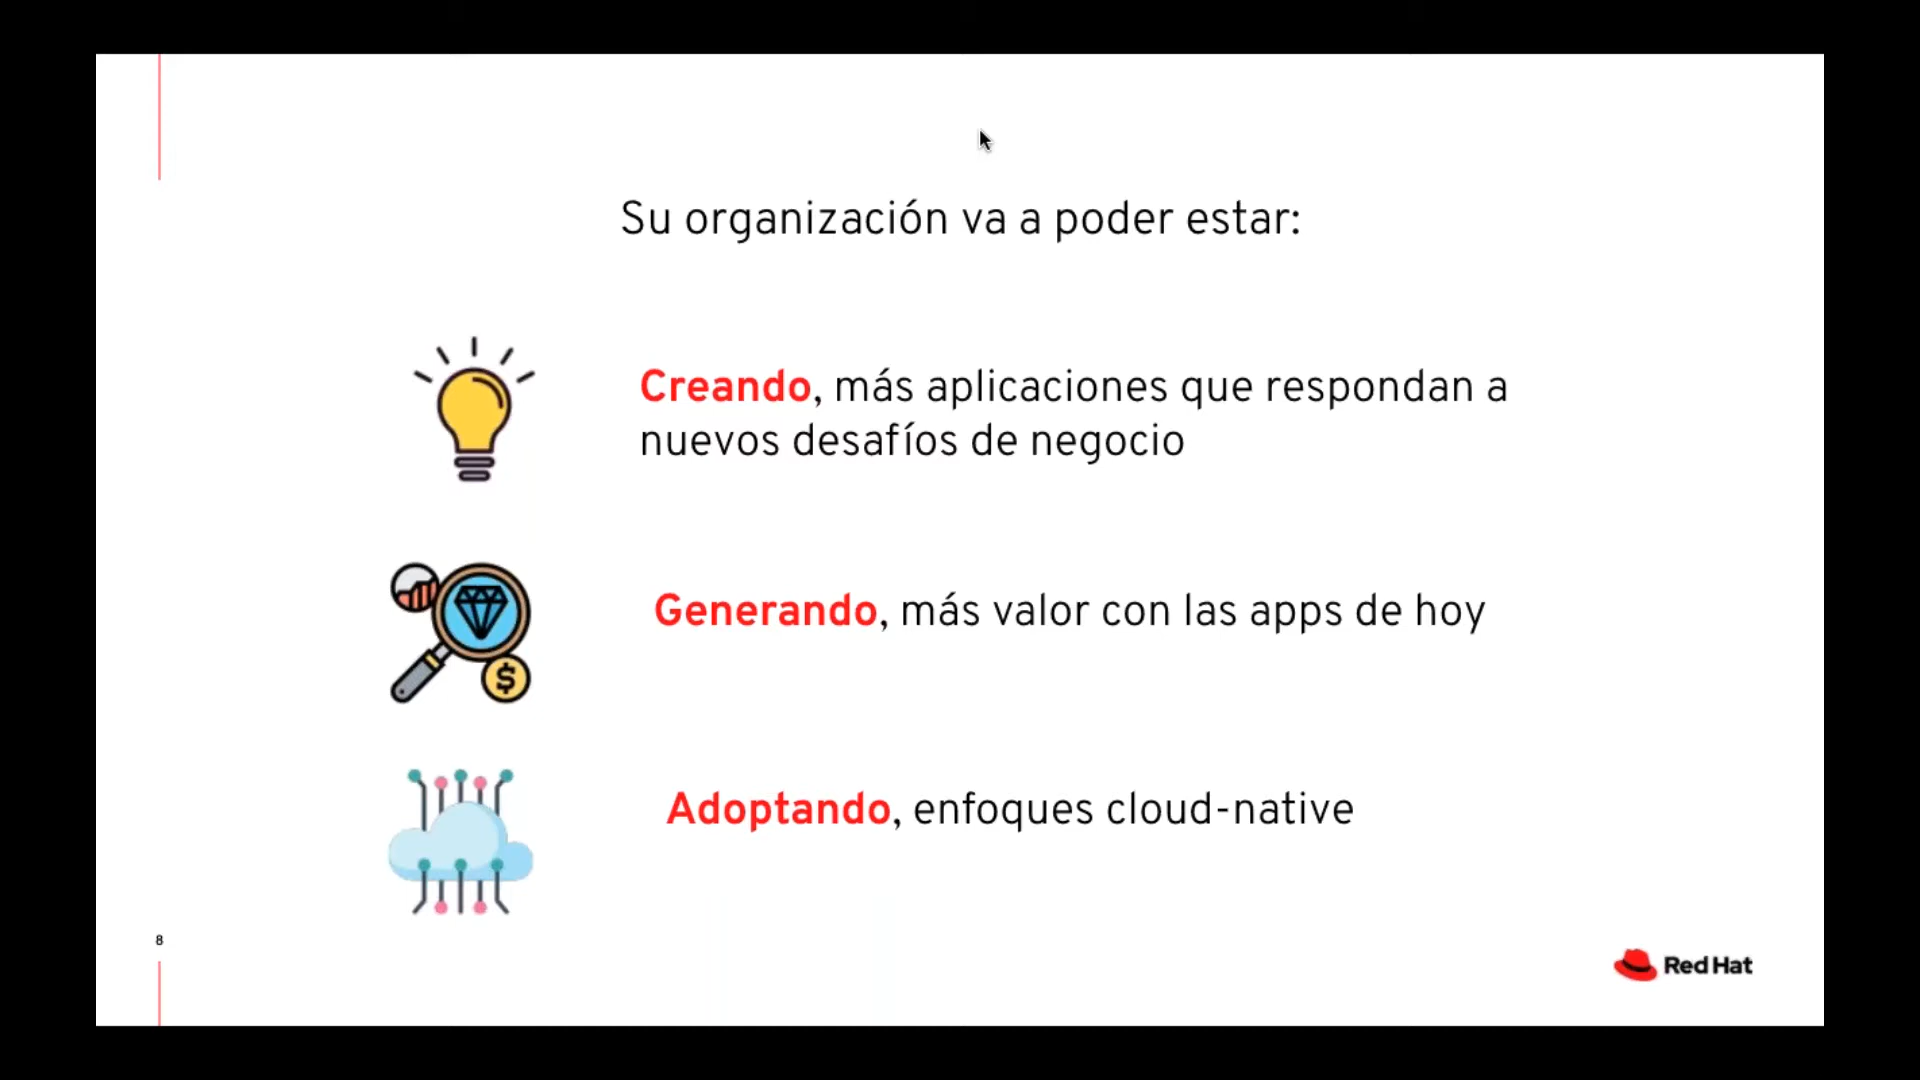 Su organización va a poder estar:
Creando, más aplicaciones que respondan a
nuevos desafíos de negocio
$
Generando, más valor con las apps de hoy
Adoptando, enfoques cloud-native
8
Red Hat